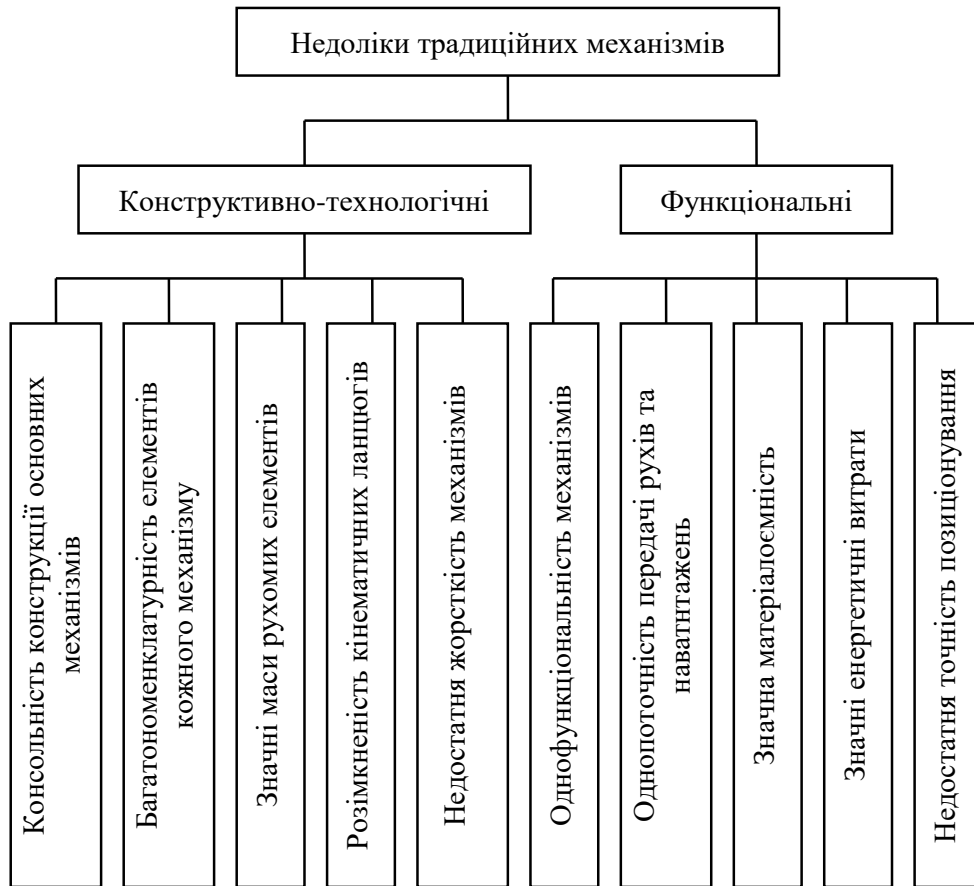 Недоліки традиційних механізмів
Конструктивно-технологічні
Функціональні
Консольність конструкції основних
механізмів
Багатономенклатурність елементів
кожного механізму
Значні маси рухомих елементів
Розімкненість кінематичних ланцюгів
Недостатня жорсткість механізмів
Однофункціональність механізмів
Однопоточність передачі рухів та
наватнтажень
Значна матеріалоємність
Значні енергетичні витрати
Недостатня точність позиціонування